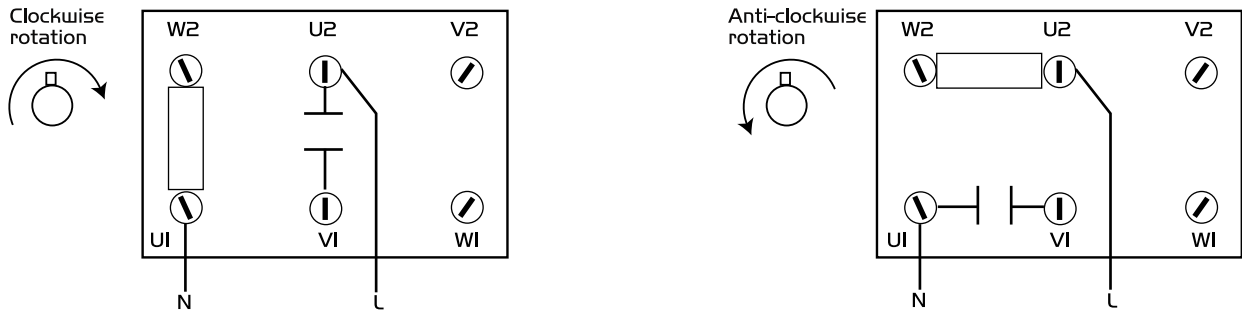 Clockwise
rotation
W2 U2 V2
U1 V1 W1
N L
Anti-clockwise
rotation
W2 U2 V2
U1 V1 W1
N L